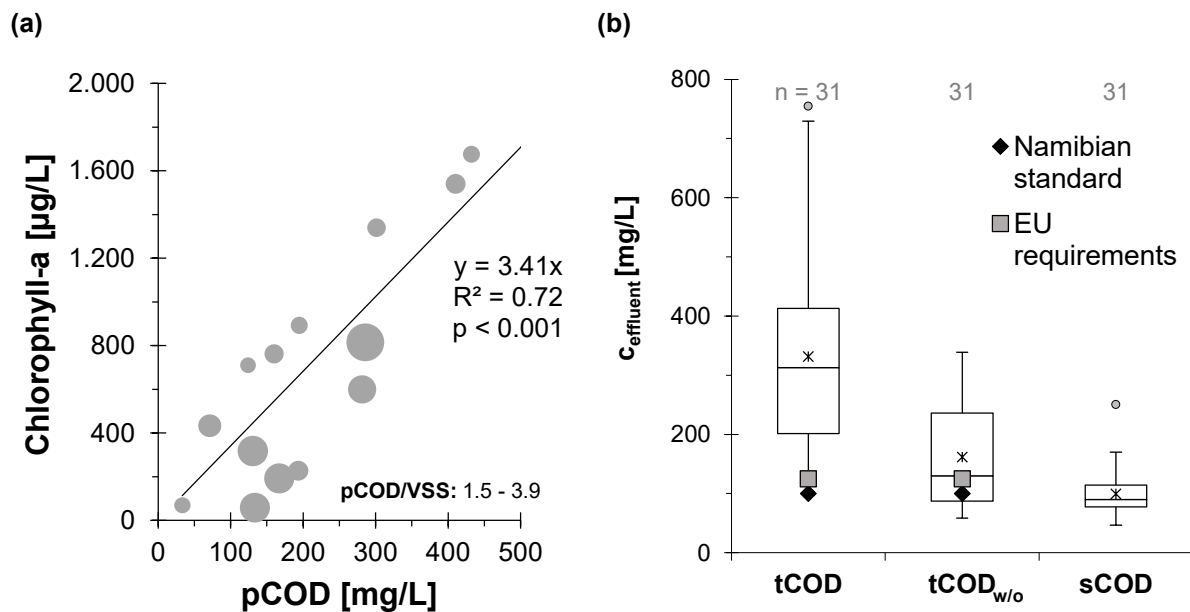 (a)
2.000
1.600
1.200
800
400
0
Chlorophyll-a [µg/L]
y = 3.41x
R² = 0.72
p < 0.001
pCOD/VSS: 1.5 - 3.9
0 100 200 300 400 500
pCOD [mg/L]
(b)
800
600
400
200
0
c_effluent [mg/L]
n = 31 31 31
Namibian
standard
EU
requirements
tCOD tCOD_w/o sCOD